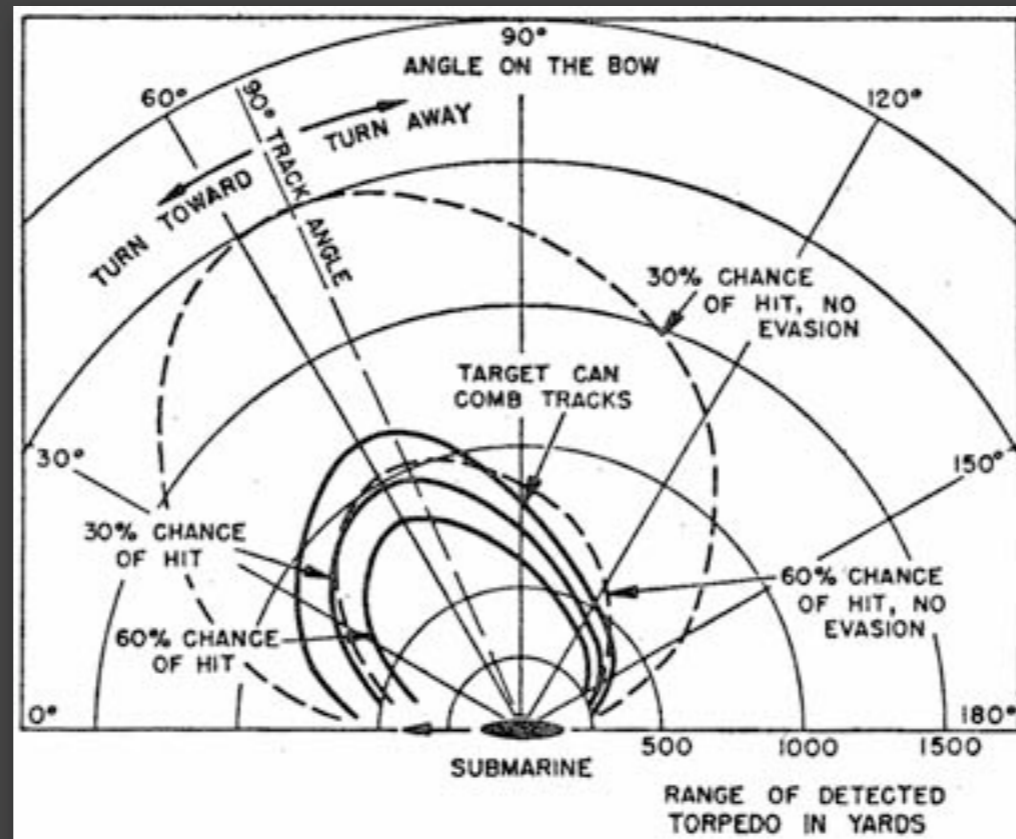 90°
ANGLE ON THE BOW
60°
120°
90° TRACK ANGLE
TURN AWAY
TURN TOWARD
30% CHANCE
OF HIT, NO
EVASION
TARGET CAN
COMB TRACKS
30°
150°
30% CHANCE
OF HIT
60% CHANCE
OF HIT, NO
EVASION
60% CHANCE
OF HIT
0°
180°
500 1000 1500
SUBMARINE
RANGE OF DETECTED
TORPEDO IN YARDS